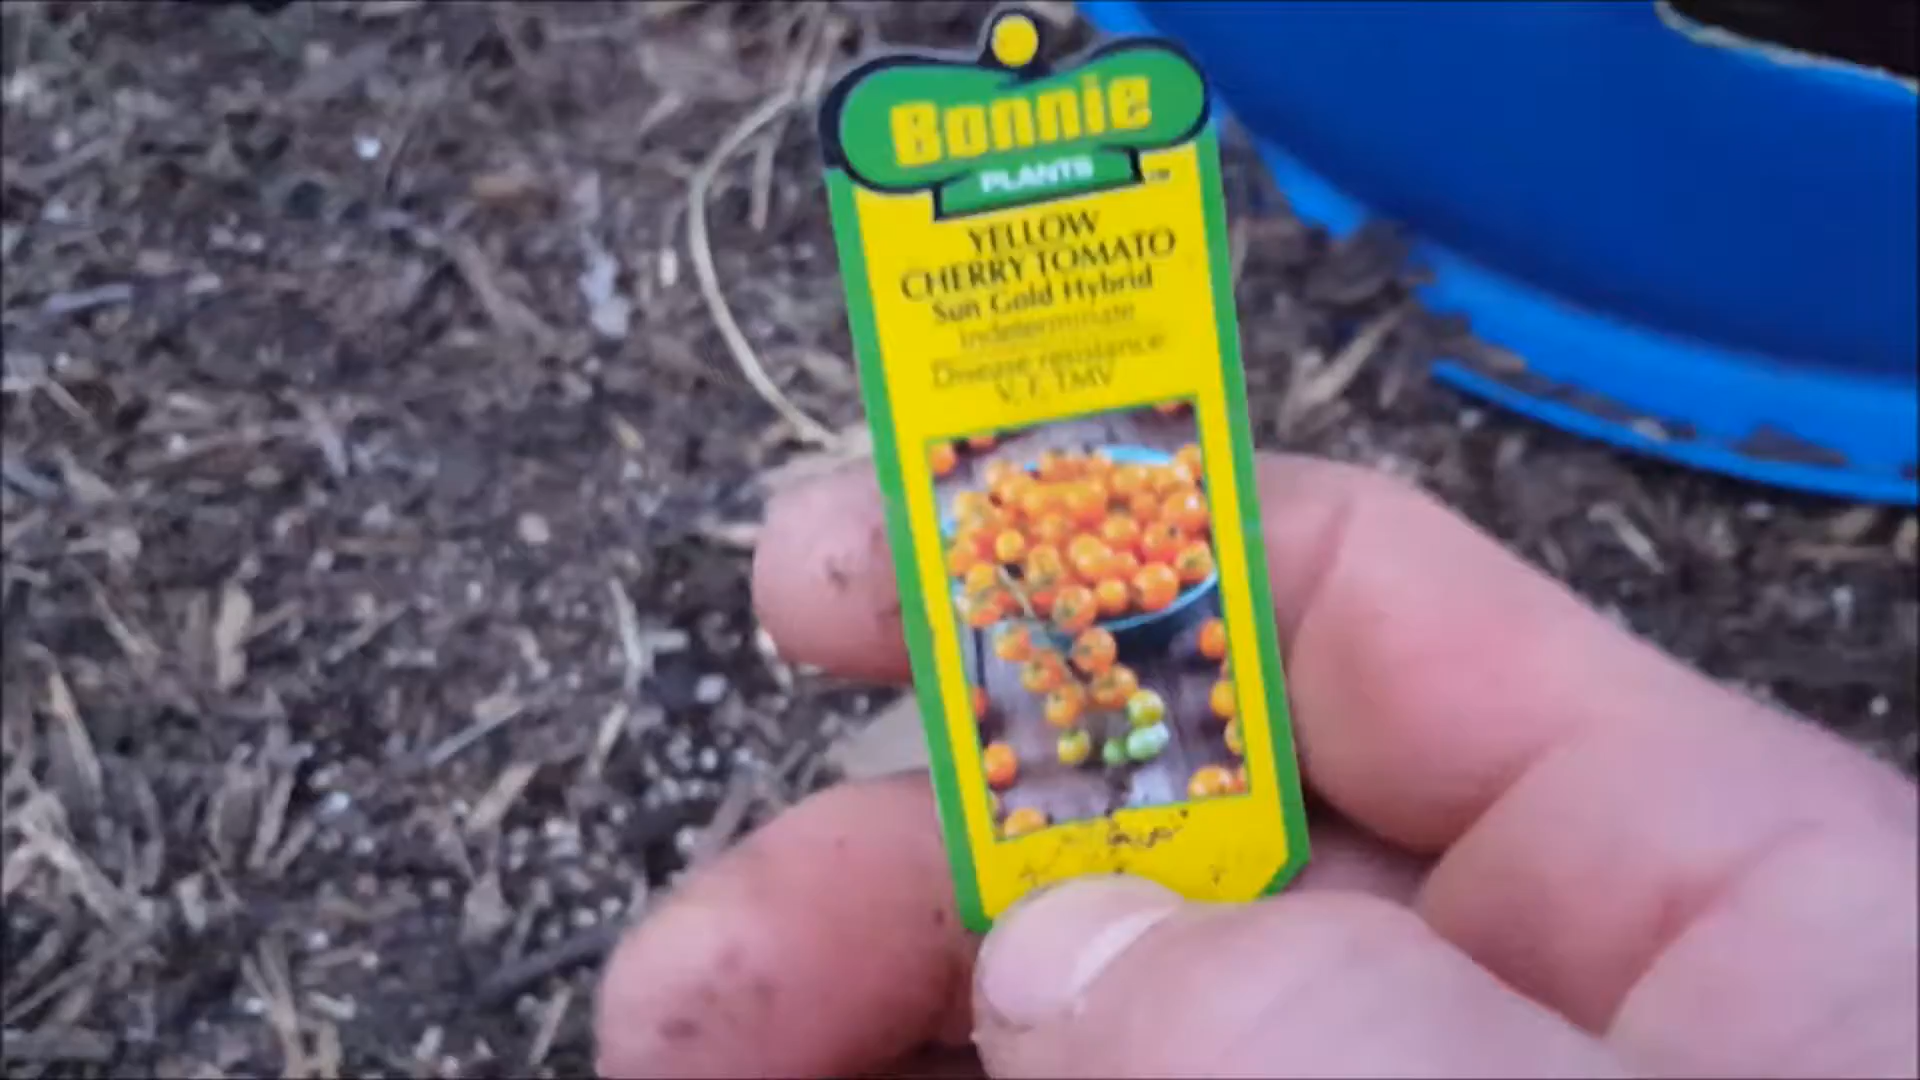 Bonnie
PLANTS
YELLOW
CHERRY TOMATO
Sun Gold Hybrid
Indeterminate
Disease resistance
V, F, TMV